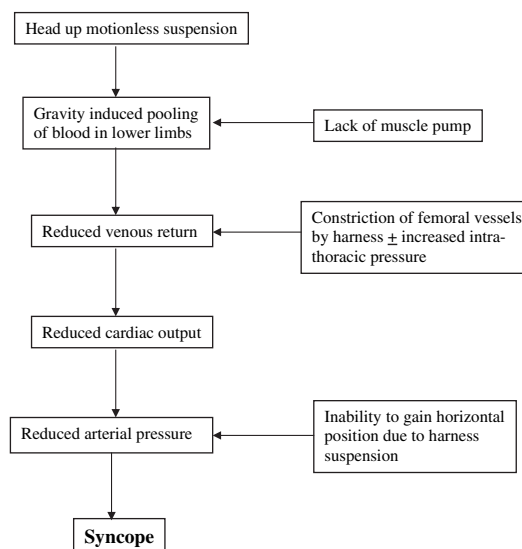 Head up motionless suspension
Gravity induced pooling
of blood in lower limbs
Lack of muscle pump
Reduced venous return
Constriction of femoral vessels
by harness ± increased intra-
thoracic pressure
Reduced cardiac output
Reduced arterial pressure
Inability to gain horizontal
position due to harness
suspension
Syncope